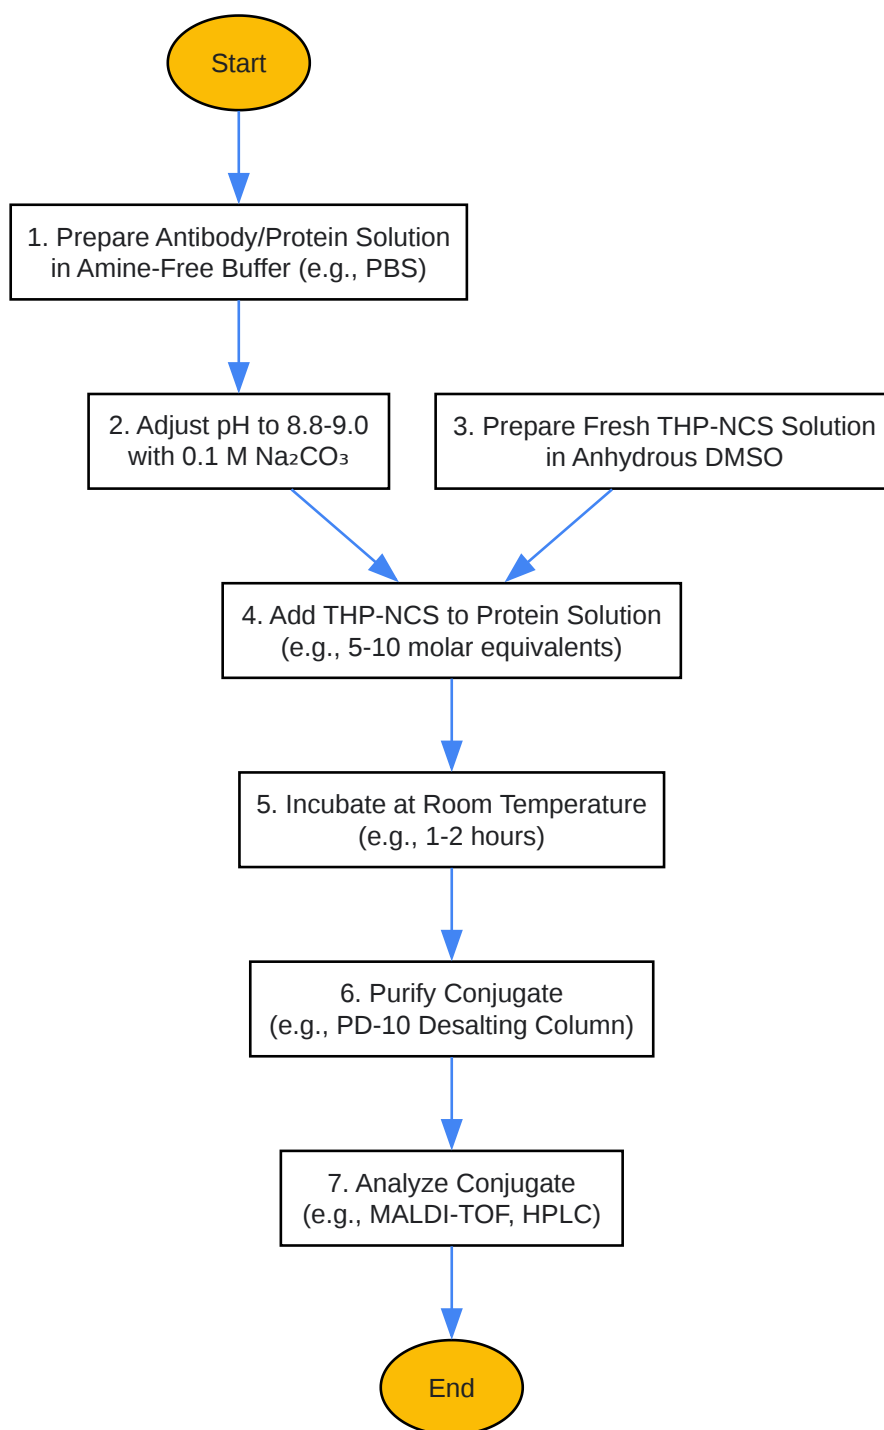 Start
1. Prepare Antibody/Protein Solution
in Amine-Free Buffer (e.g., PBS)
2. Adjust pH to 8.8-9.0
with 0.1 M Na₂CO₃
3. Prepare Fresh THP-NCS Solution
in Anhydrous DMSO
4. Add THP-NCS to Protein Solution
(e.g., 5-10 molar equivalents)
5. Incubate at Room Temperature
(e.g., 1-2 hours)
6. Purify Conjugate
(e.g., PD-10 Desalting Column)
7. Analyze Conjugate
(e.g., MALDI-TOF, HPLC)
End